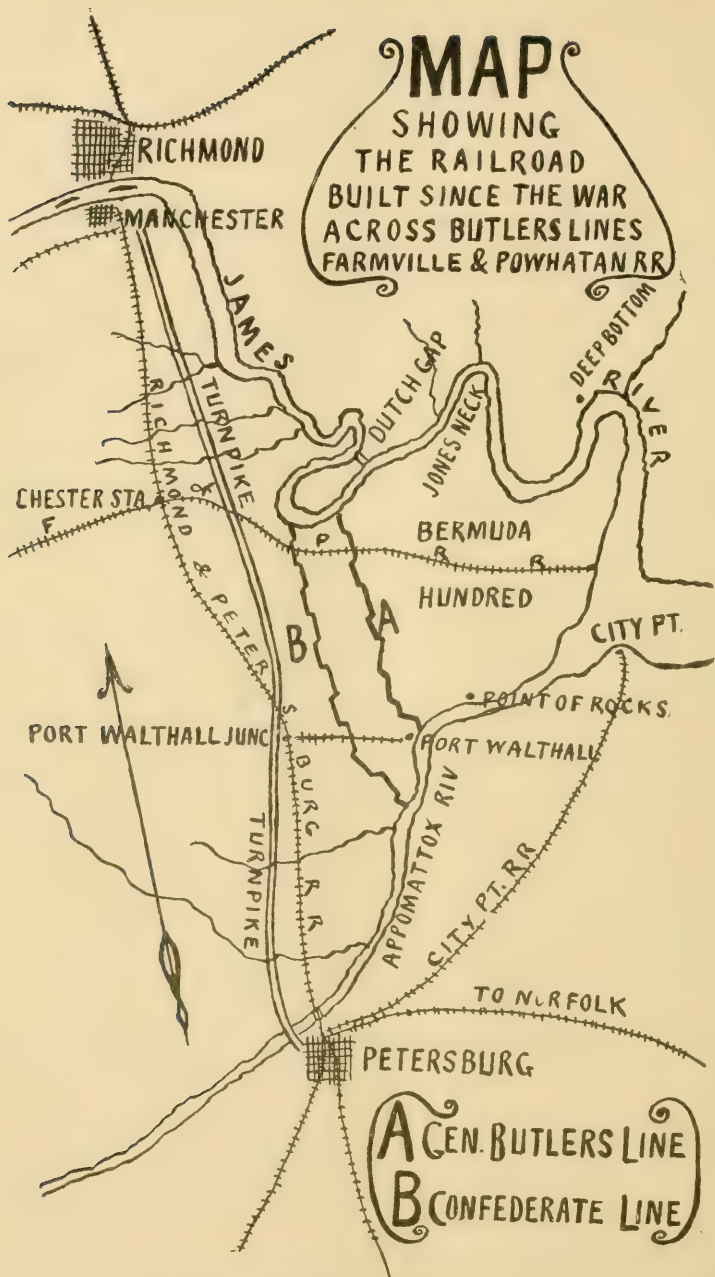 MAP
SHOWING
THE RAILROAD
BUILT SINCE THE WAR
ACROSS BUTLERS LINES
FARMVILLE & POWHATAN RR
RICHMOND
MANCHESTER
JAMES
RIVER
DUTCH GAP
JONES NECK
DEEP BOTTOM
TURNPIKE
&
RICHMOND & PETERSBURG RR
CHESTER STA.
F P R R
BERMUDA
HUNDRED
B
A
CITY PT.
POINT OF ROCKS.
PORT WALTHALL JUNC
PORT WALTHALL
TURNPIKE
APPOMATTOX RIV
CITY PT. RR
TO NORFOLK
PETERSBURG
A GEN. BUTLERS LINE
B CONFEDERATE LINE